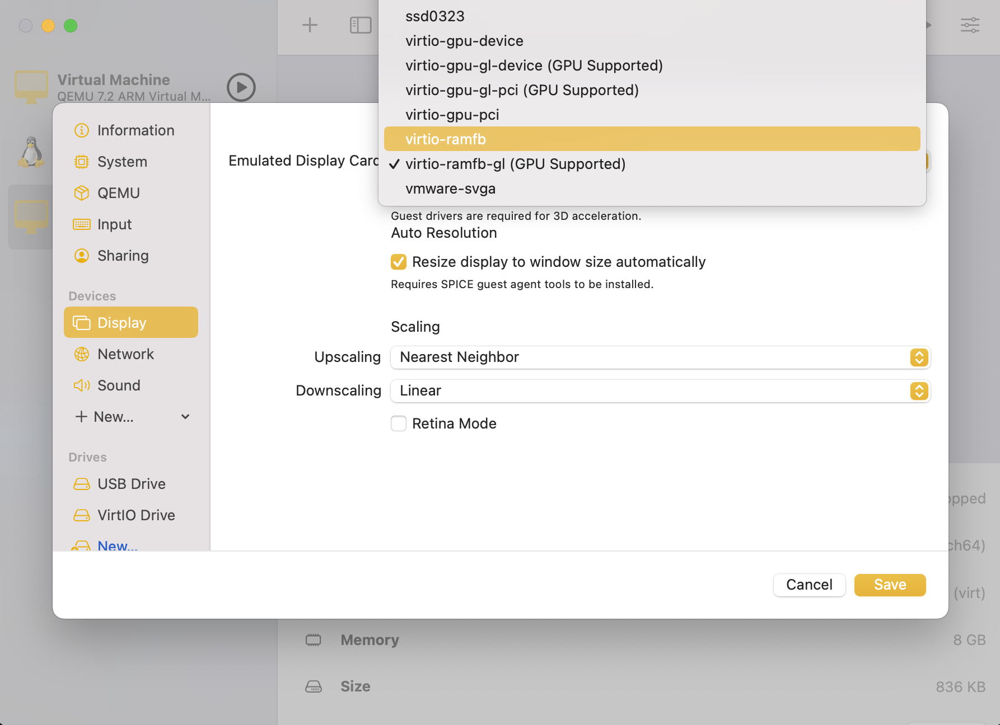 Virtual Machine
QEMU 7.2 ARM Virtual M...
ssd0323
virtio-gpu-device
virtio-gpu-gl-device (GPU Supported)
virtio-gpu-gl-pci (GPU Supported)
virtio-gpu-pci
virtio-ramfb
✓ virtio-ramfb-gl (GPU Supported)
vmware-svga
Information
System
QEMU
Input
Sharing
Devices
Display
Network
Sound
New...
Drives
USB Drive
VirtIO Drive
New...
Emulated Display Card
Guest drivers are required for 3D acceleration.
Auto Resolution
Resize display to window size automatically
Requires SPICE guest agent tools to be installed.
Scaling
Upscaling Nearest Neighbor
Downscaling Linear
Retina Mode
Cancel Save
opped
ch64)
(virt)
Memory 8 GB
Size 836 KB